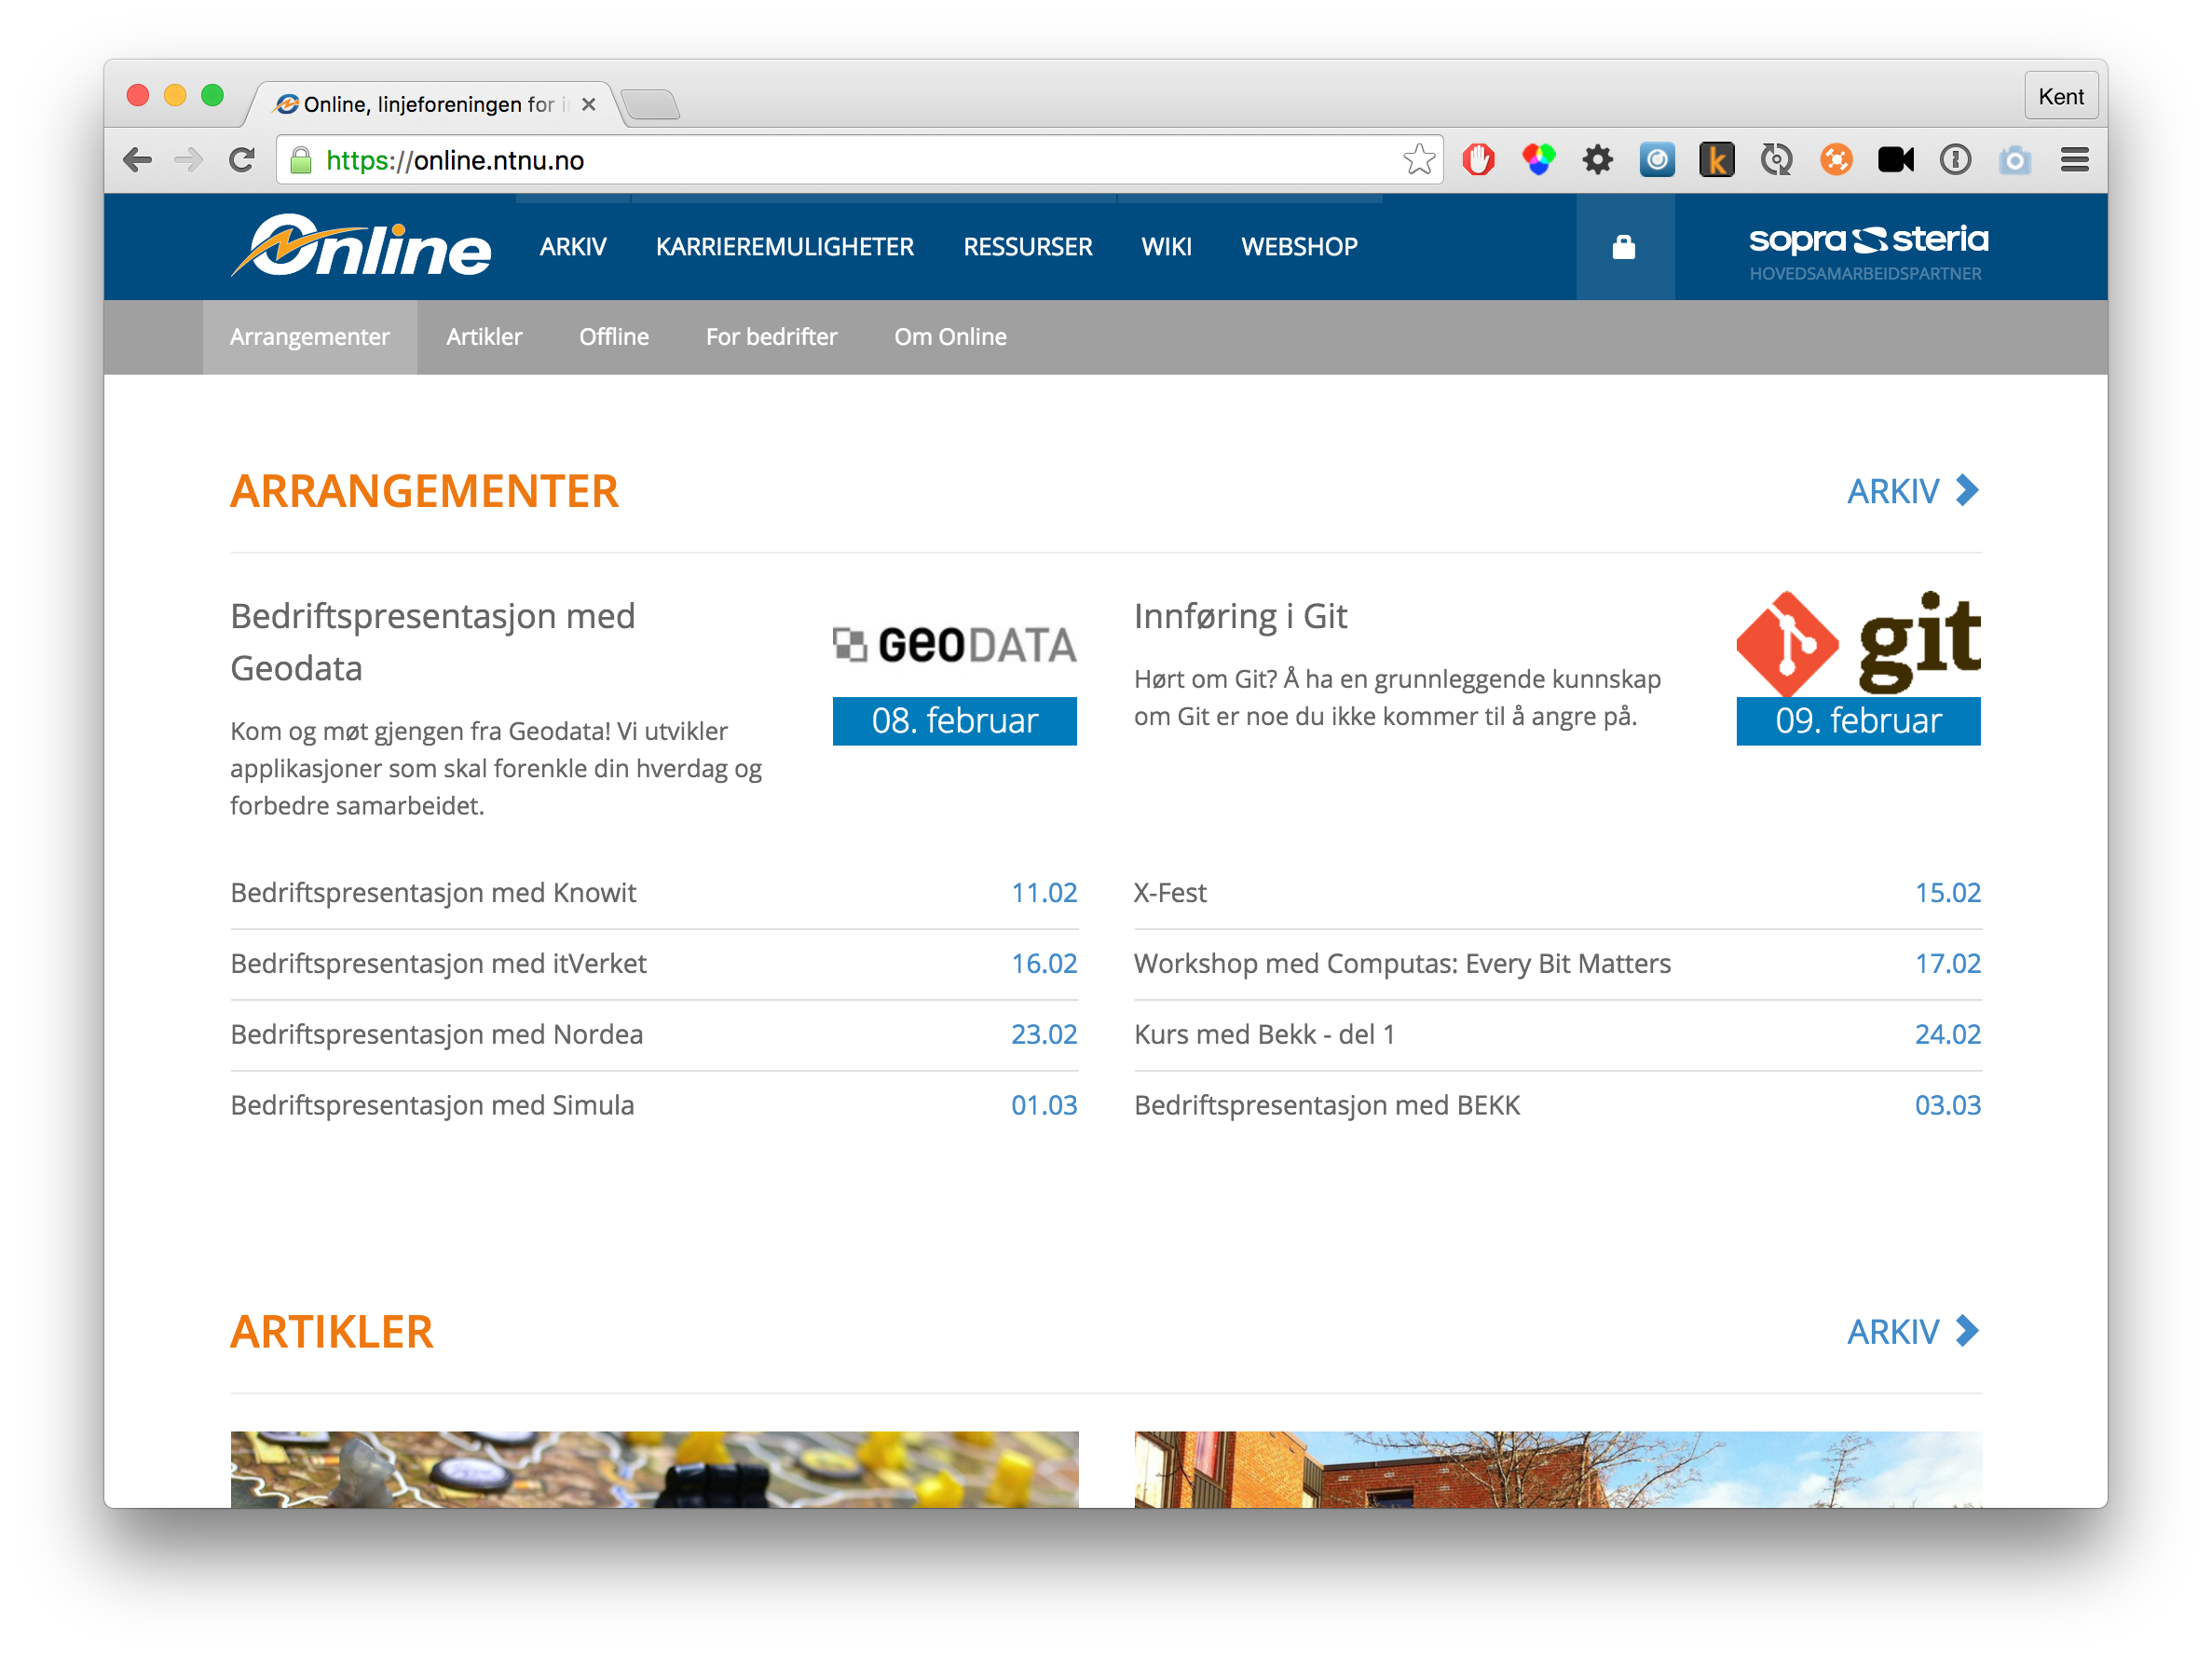 Online, linjeforeningen for i
Kent
https://online.ntnu.no
Online
ARKIV
KARRIEREMULIGHETER
RESSURSER
WIKI
WEBSHOP
sopra steria
HOVEDSAMARBEIDSPARTNER
Arrangementer
Artikler
Offline
For bedrifter
Om Online
ARRANGEMENTER
ARKIV
Bedriftspresentasjon med
Geodata
Kom og møt gjengen fra Geodata! Vi utvikler
applikasjoner som skal forenkle din hverdag og
forbedre samarbeidet.
GEODATA
08. februar
Innføring i Git
Hørt om Git? Å ha en grunnleggende kunnskap
om Git er noe du ikke kommer til å angre på.
git
09. februar
Bedriftspresentasjon med Knowit 11.02
X-Fest 15.02
Bedriftspresentasjon med itVerket 16.02
Workshop med Computas: Every Bit Matters 17.02
Bedriftspresentasjon med Nordea 23.02
Kurs med Bekk - del 1 24.02
Bedriftspresentasjon med Simula 01.03
Bedriftspresentasjon med BEKK 03.03
ARTIKLER
ARKIV